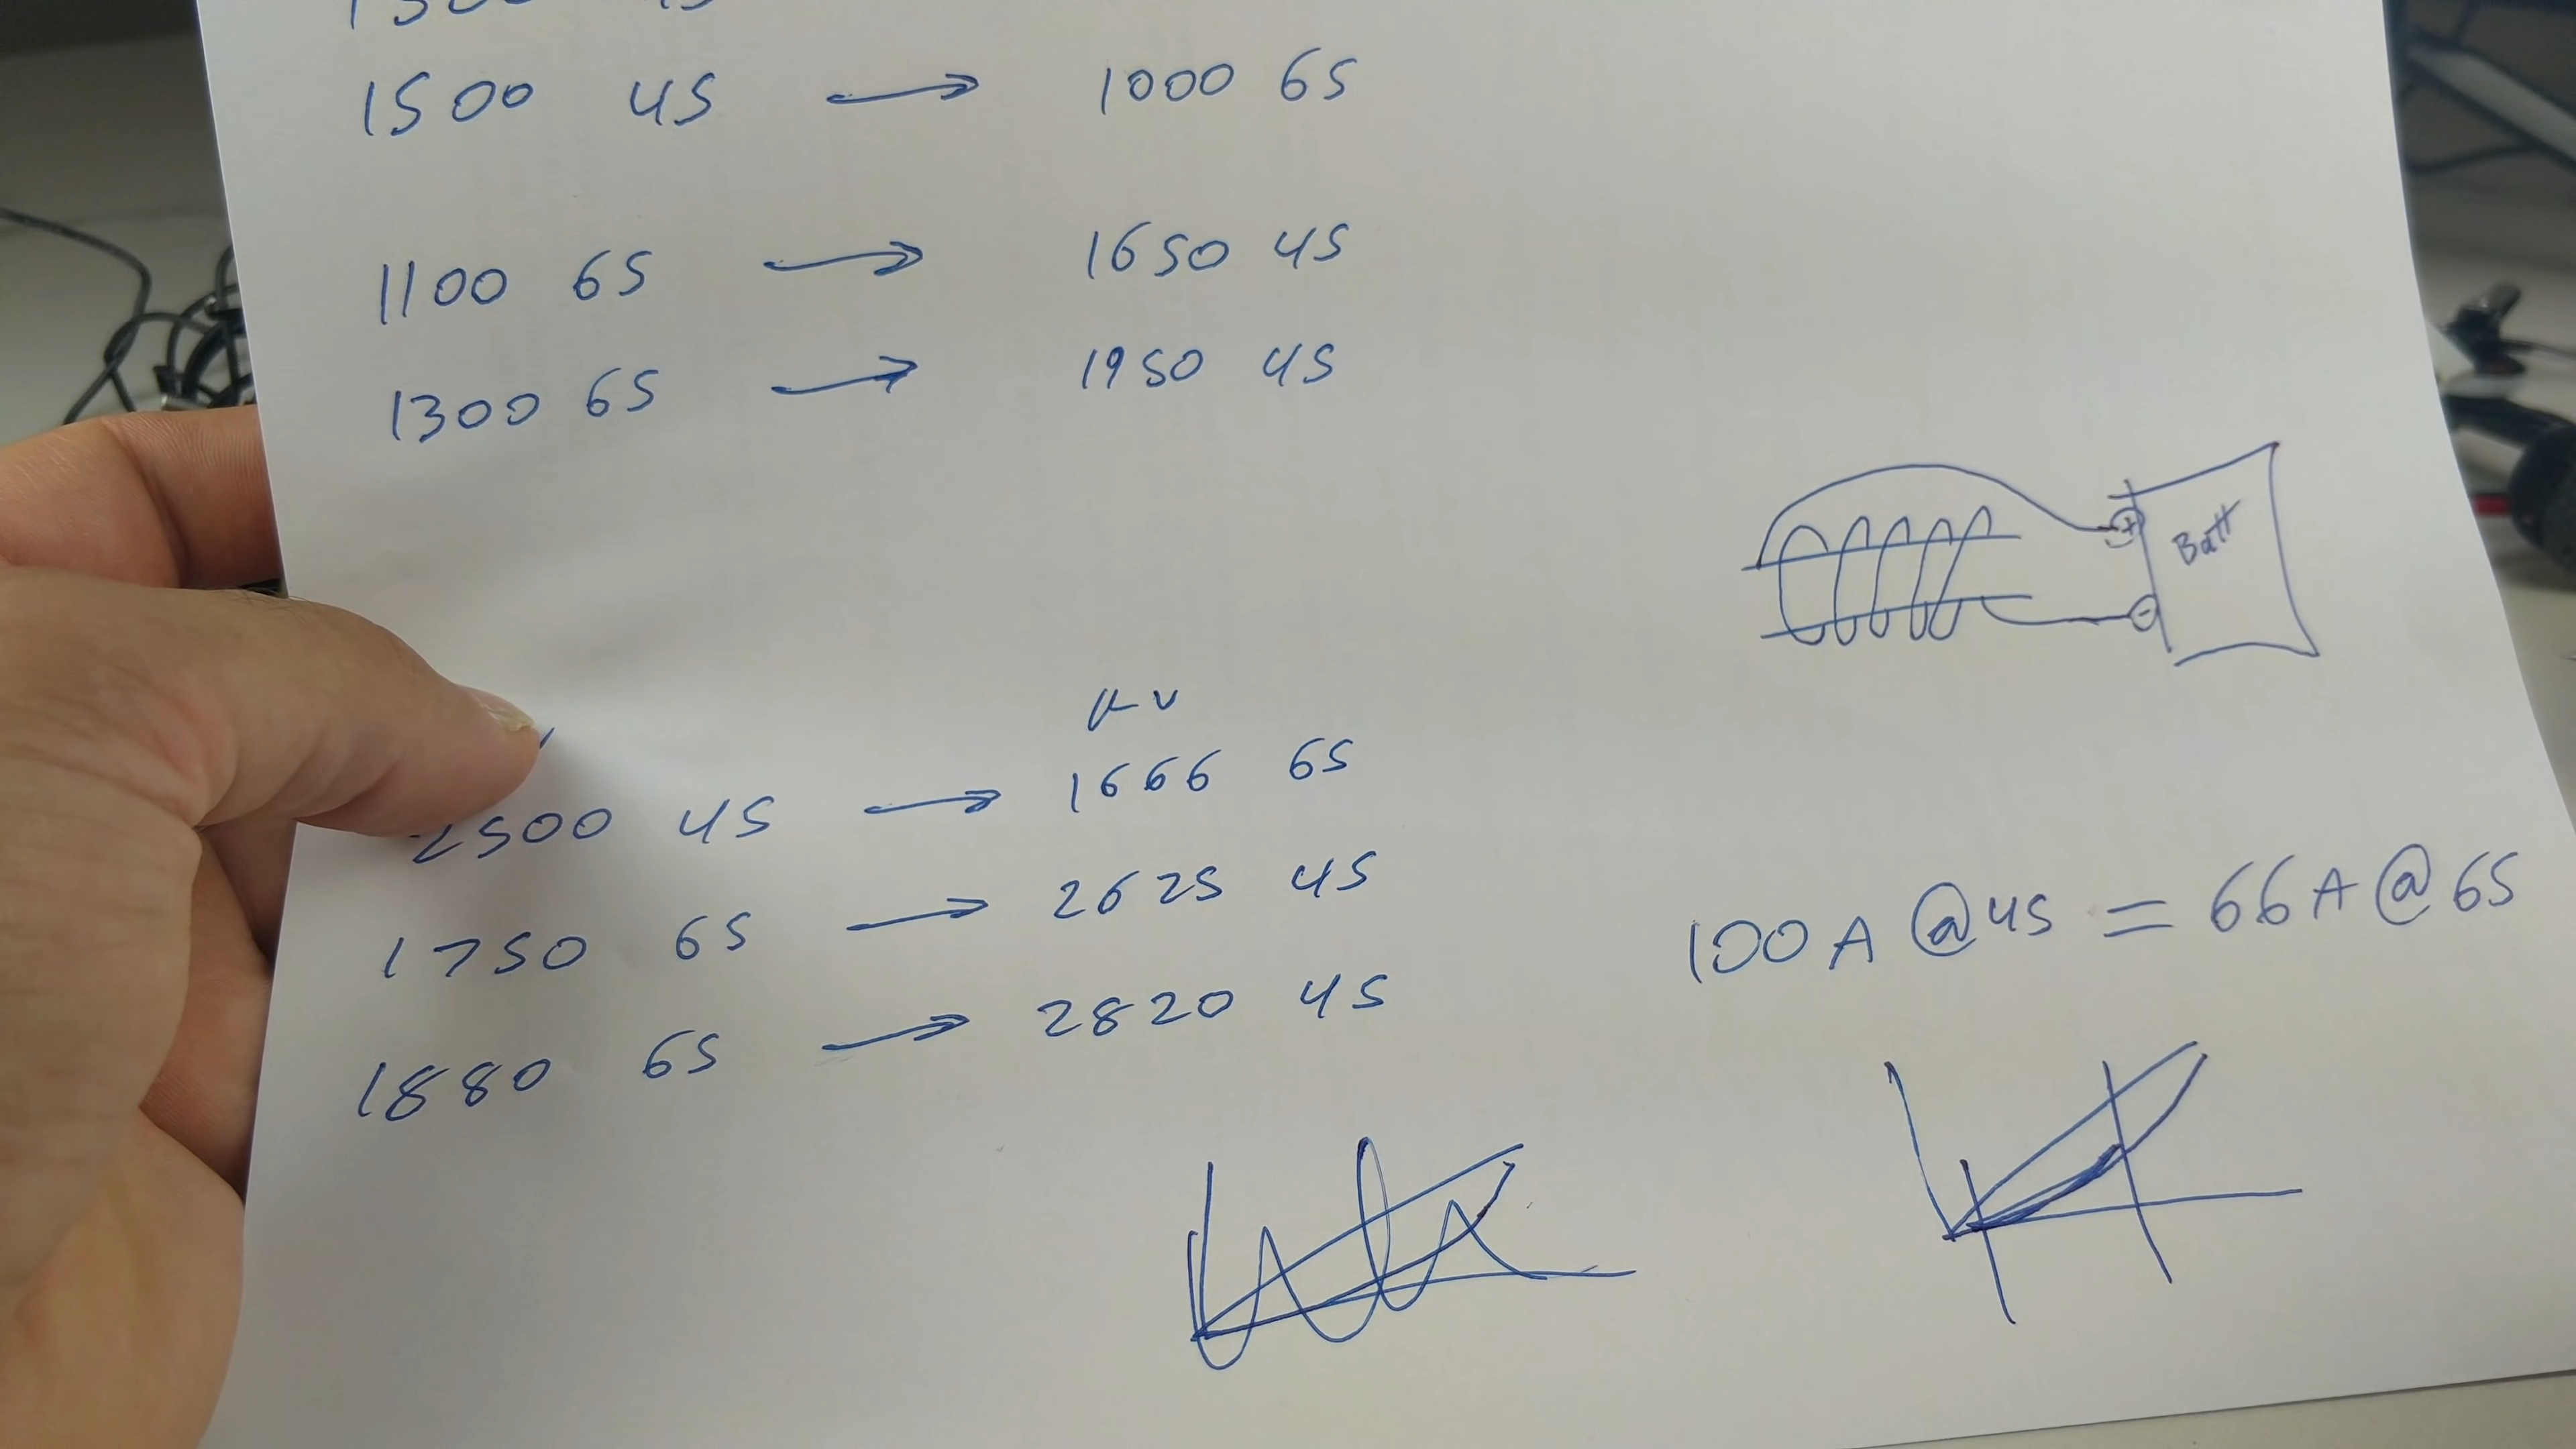 1500 4S → 1000 6S
1100 6S → 1650 4S
1300 6S → 1950 4S
Batt
+
-
KV
2500 4S → 1666 6S
1750 6S → 2625 4S
1880 6S → 2820 4S
100A @4S = 66A @ 6S